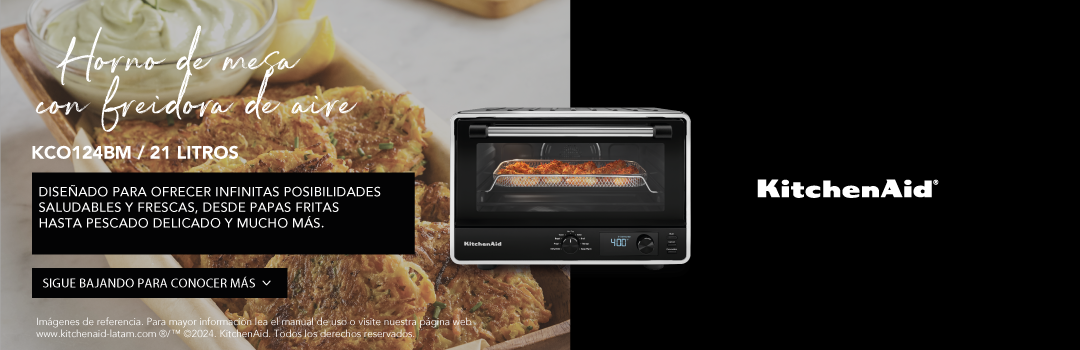 Horno de mesa
con freidora de aire
KCO124BM / 21 LITROS
DISEÑADO PARA OFRECER INFINITAS POSIBILIDADES
SALUDABLES Y FRESCAS, DESDE PAPAS FRITAS
HASTA PESCADO DELICADO Y MUCHO MÁS.
SIGUE BAJANDO PARA CONOCER MÁS
Imágenes de referencia. Para mayor información lea el manual de uso o visite nuestra página web
www.kitchenaid-latam.com ®/™ ©2024. KitchenAid. Todos los derechos reservados.
KitchenAid
400°
KitchenAid®